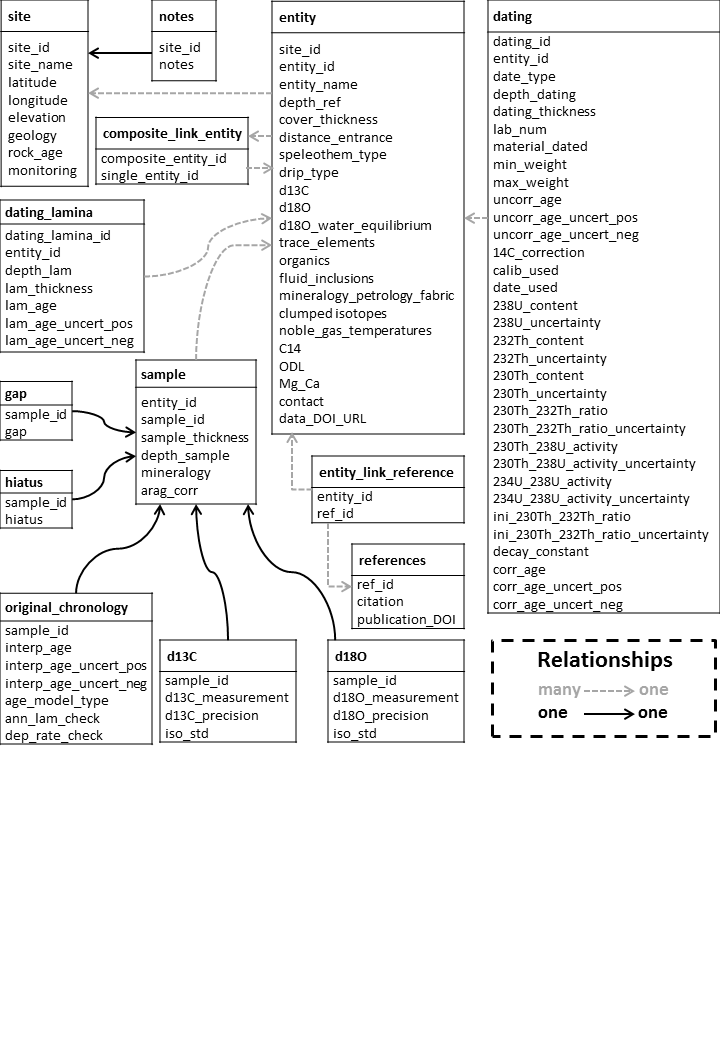 site
site_id
site_name
latitude
longitude
elevation
geology
rock_age
monitoring
notes
site_id
notes
entity
site_id
entity_id
entity_name
depth_ref
cover_thickness
distance_entrance
speleothem_type
drip_type
d13C
d18O
d18O_water_equilibrium
trace_elements
organics
fluid_inclusions
mineralogy_petrology_fabric
clumped isotopes
noble_gas_temperatures
C14
ODL
Mg_Ca
contact
data_DOI_URL
dating
dating_id
entity_id
date_type
depth_dating
dating_thickness
lab_num
material_dated
min_weight
max_weight
uncorr_age
uncorr_age_uncert_pos
uncorr_age_uncert_neg
14C_correction
calib_used
date_used
238U_content
238U_uncertainty
232Th_content
232Th_uncertainty
230Th_content
230Th_uncertainty
230Th_232Th_ratio
230Th_232Th_ratio_uncertainty
230Th_238U_activity
230Th_238U_activity_uncertainty
234U_238U_activity
234U_238U_activity_uncertainty
ini_230Th_232Th_ratio
ini_230Th_232Th_ratio_uncertainty
decay_constant
corr_age
corr_age_uncert_pos
corr_age_uncert_neg
composite_link_entity
composite_entity_id
single_entity_id
dating_lamina
dating_lamina_id
entity_id
depth_lam
lam_thickness
lam_age
lam_age_uncert_pos
lam_age_uncert_neg
sample
entity_id
sample_id
sample_thickness
depth_sample
mineralogy
arag_corr
gap
sample_id
gap
hiatus
sample_id
hiatus
entity_link_reference
entity_id
ref_id
references
ref_id
citation
publication_DOI
original_chronology
sample_id
interp_age
interp_age_uncert_pos
interp_age_uncert_neg
age_model_type
ann_lam_check
dep_rate_check
d13C
sample_id
d13C_measurement
d13C_precision
iso_std
d18O
sample_id
d18O_measurement
d18O_precision
iso_std
Relationships
many one
one one